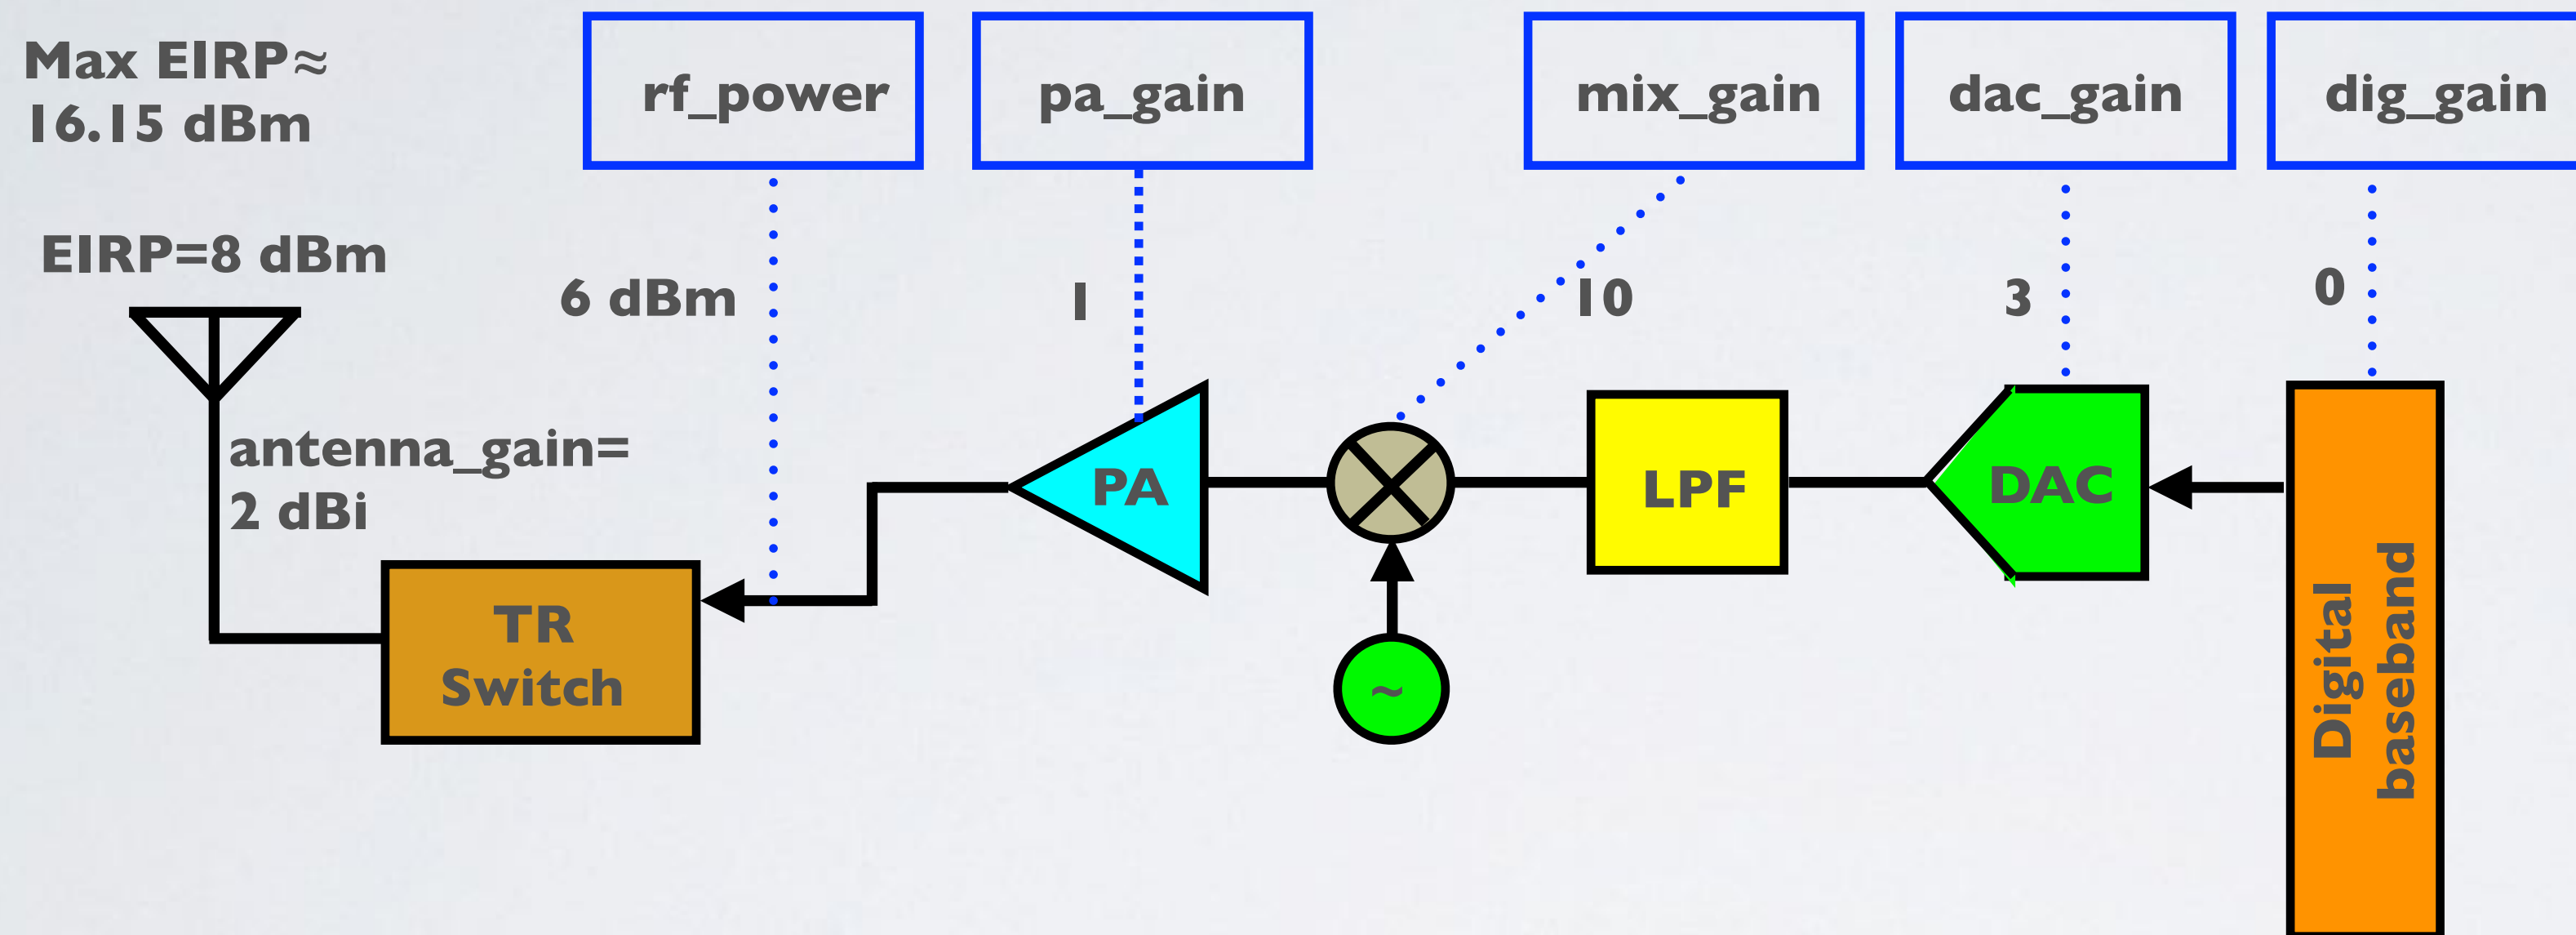 Max EIRP≈
16.15 dBm
rf_power
pa_gain
mix_gain
dac_gain
dig_gain
EIRP=8 dBm
6 dBm
1
10
3
0
antenna_gain=
2 dBi
PA
LPF
DAC
TR
Switch
~
Digital
baseband